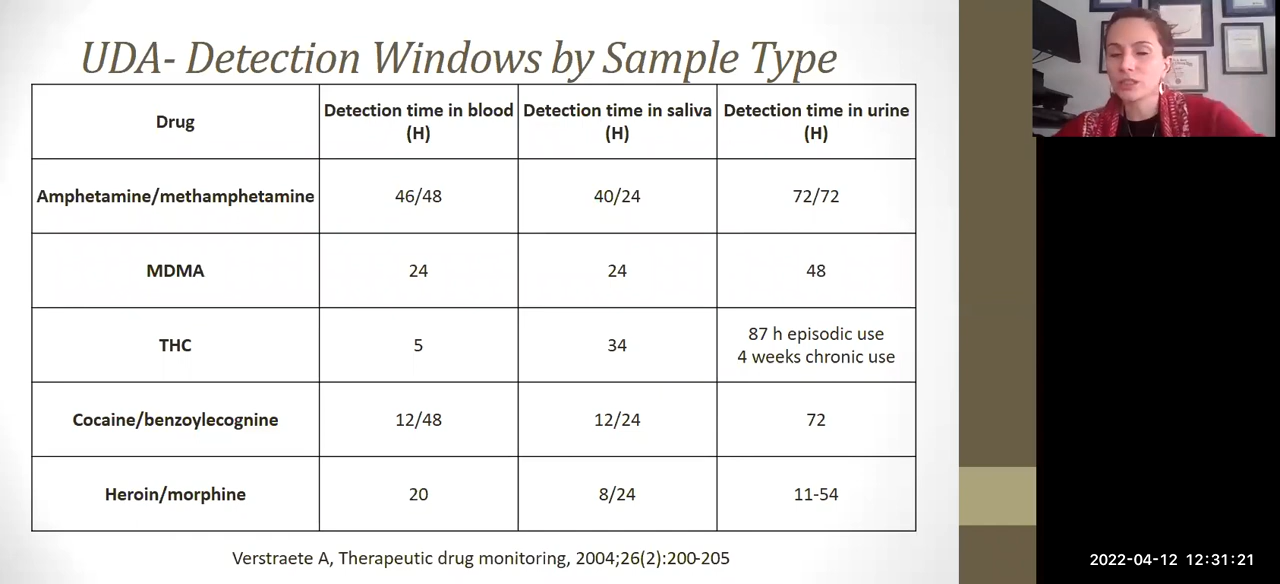 UDA- Detection Windows by Sample Type
Drug
Detection time in blood
(H)
Detection time in saliva
(H)
Detection time in urine
(H)
Amphetamine/methamphetamine
46/48
40/24
72/72
MDMA
24
24
48
THC
5
34
87 h episodic use
4 weeks chronic use
Cocaine/benzoylecognine
12/48
12/24
72
Heroin/morphine
20
8/24
11-54
Verstraete A, Therapeutic drug monitoring, 2004;26(2):200-205
2022-04-12 12:31:21